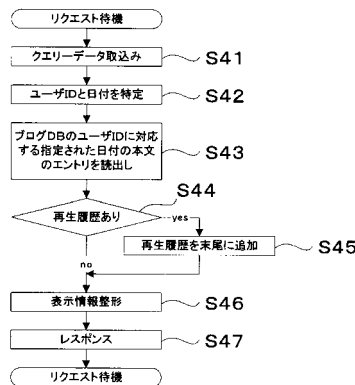 リクエスト待機
クエリーデータ取込み
S41
ユーザIDと日付を特定
S42
ブログDBのユーザIDに対応
する指定された日付の本文
のエントリを読出し
S43
S44
再生履歴あり
yes
再生履歴を末尾に追加
S45
no
表示情報整形
S46
レスポンス
S47
リクエスト待機